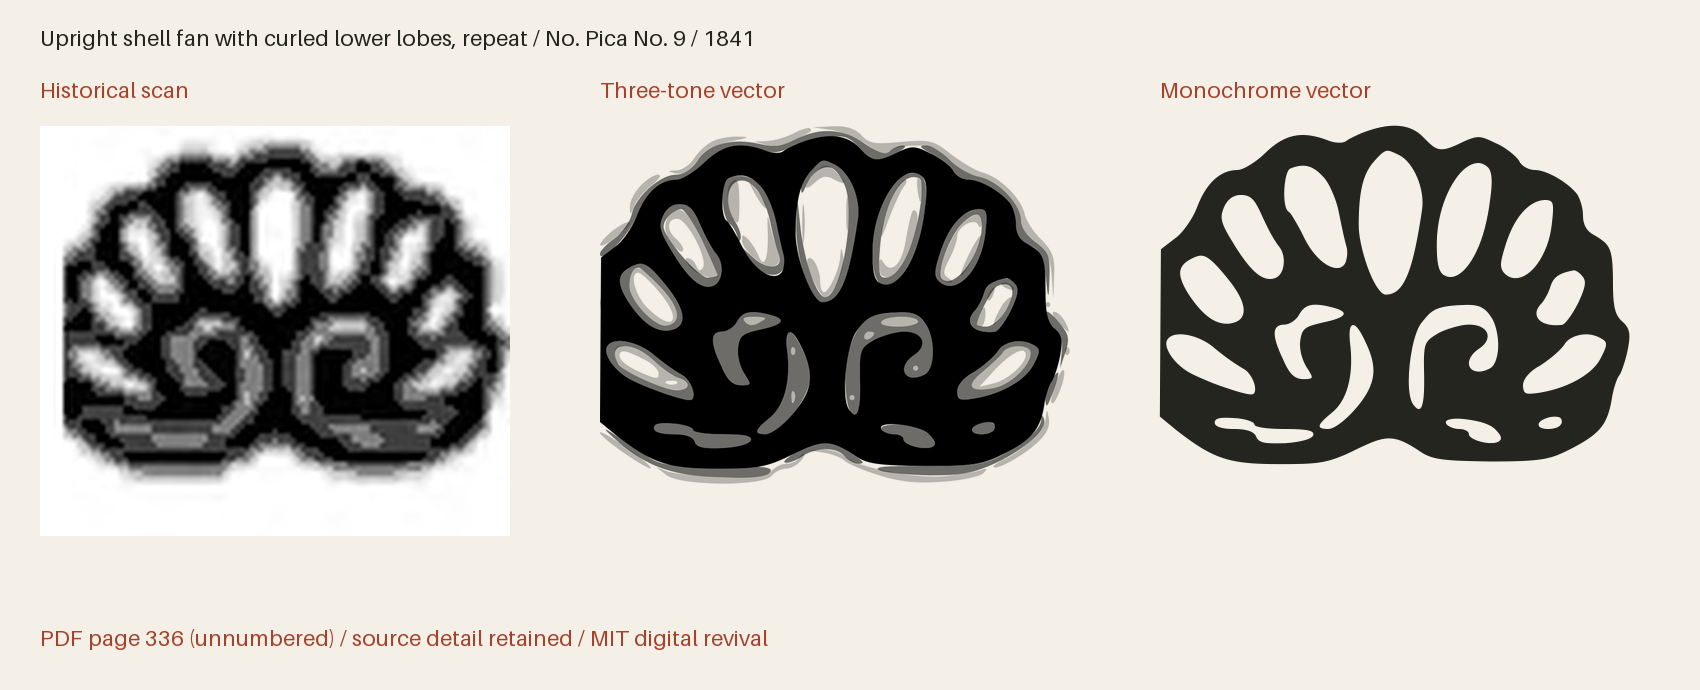 Upright shell fan with curled lower lobes, repeat / No. Pica No. 9 / 1841
Historical scan
Three-tone vector
Monochrome vector
PDF page 336 (unnumbered) / source detail retained / MIT digital revival